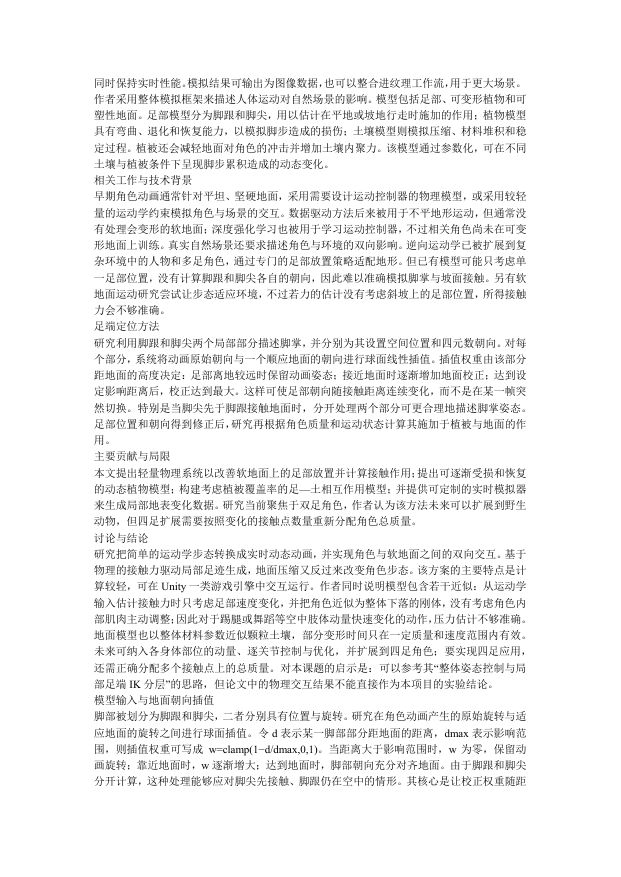 同时保持实时性能。模拟结果可输出为图像数据，也可以整合进纹理工作流，用于更大场景。
作者采用整体模拟框架来描述人体运动对自然场景的影响。模型包括足部、可变形植物和可
塑性地面。足部模型分为脚跟和脚尖，用以估计在平地或坡地行走时施加的作用；植物模型
具有弯曲、退化和恢复能力，以模拟脚步造成的损伤；土壤模型则模拟压缩、材料堆积和稳
定过程。植被还会减轻地面对角色的冲击并增加土壤内聚力。该模型通过参数化，可在不同
土壤与植被条件下呈现脚步累积造成的动态变化。
相关工作与技术背景
早期角色动画通常针对平坦、坚硬地面，采用需要设计运动控制器的物理模型，或采用较轻
量的运动学约束模拟角色与场景的交互。数据驱动方法后来被用于不平地形运动，但通常没
有处理会变形的软地面；深度强化学习也被用于学习运动控制器，不过相关角色尚未在可变
形地面上训练。真实自然场景还要求描述角色与环境的双向影响。逆向运动学已被扩展到复
杂环境中的人物和多足角色，通过专门的足部放置策略适配地形。但已有模型可能只考虑单
一足部位置，没有计算脚跟和脚尖各自的朝向，因此难以准确模拟脚掌与坡面接触。另有软
地面运动研究尝试让步态适应环境，不过若力的估计没有考虑斜坡上的足部位置，所得接触
力会不够准确。
足端定位方法
研究利用脚跟和脚尖两个局部部分描述脚掌，并分别为其设置空间位置和四元数朝向。对每
个部分，系统将动画原始朝向与一个顺应地面的朝向进行球面线性插值。插值权重由该部分
距地面的高度决定：足部离地较远时保留动画姿态；接近地面时逐渐增加地面校正；达到设
定影响距离后，校正达到最大。这样可使足部朝向随接触距离连续变化，而不是在某一帧突
然切换。特别是当脚尖先于脚跟接触地面时，分开处理两个部分可更合理地描述脚掌姿态。
足部位置和朝向得到修正后，研究再根据角色质量和运动状态计算其施加于植被与地面的作
用。
主要贡献与局限
本文提出轻量物理系统以改善软地面上的足部放置并计算接触作用；提出可逐渐受损和恢复
的动态植物模型；构建考虑植被覆盖率的足—土相互作用模型；并提供可定制的实时模拟器
来生成局部地表变化数据。研究当前聚焦于双足角色，作者认为该方法未来可以扩展到野生
动物，但四足扩展需要按照变化的接触点数量重新分配角色总质量。
讨论与结论
研究把简单的运动学步态转换成实时动态动画，并实现角色与软地面之间的双向交互。基于
物理的接触力驱动局部足迹生成，地面压缩又反过来改变角色步态。该方案的主要特点是计
算较轻，可在 Unity 一类游戏引擎中交互运行。作者同时说明模型包含若干近似：从运动学
输入估计接触力时只考虑足部速度变化，并把角色近似为整体下落的刚体，没有考虑角色内
部肌肉主动调整；因此对于踢腿或舞蹈等空中肢体动量快速变化的动作，压力估计不够准确。
地面模型也以整体材料参数近似颗粒土壤，部分变形时间只在一定质量和速度范围内有效。
未来可纳入各身体部位的动量、逐关节控制与优化，并扩展到四足角色；要实现四足应用，
还需正确分配多个接触点上的总质量。对本课题的启示是：可以参考其“整体姿态控制与局
部足端 IK 分层”的思路，但论文中的物理交互结果不能直接作为本项目的实验结论。
模型输入与地面朝向插值
脚部被划分为脚跟和脚尖，二者分别具有位置与旋转。研究在角色动画产生的原始旋转与适
应地面的旋转之间进行球面插值。令 d 表示某一脚部部分距地面的距离，dmax 表示影响范
围，则插值权重可写成 w=clamp(1−d/dmax,0,1)。当距离大于影响范围时，w 为零，保留动
画旋转；靠近地面时，w 逐渐增大；达到地面时，脚部朝向充分对齐地面。由于脚跟和脚尖
分开计算，这种处理能够应对脚尖先接触、脚跟仍在空中的情形。其核心是让校正权重随距